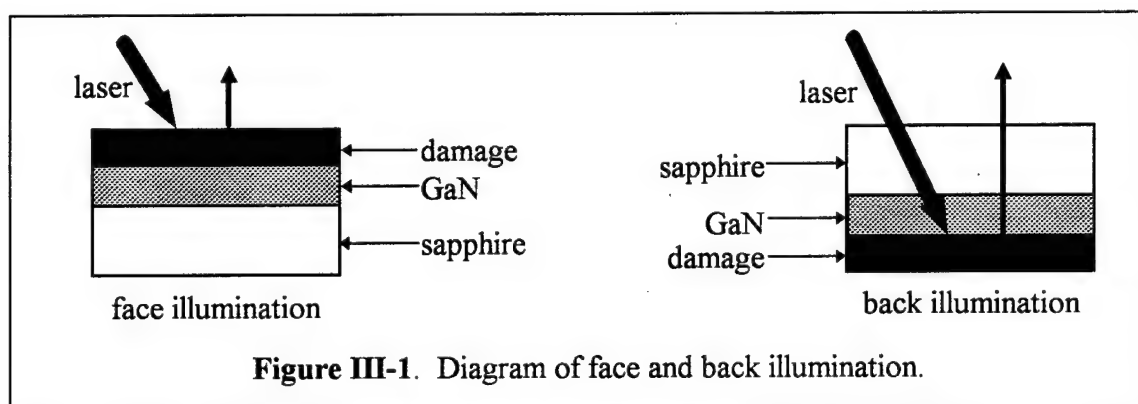 laser
damage
GaN
sapphire
face illumination
laser
sapphire
GaN
damage
back illumination
Figure III-1. Diagram of face and back illumination.